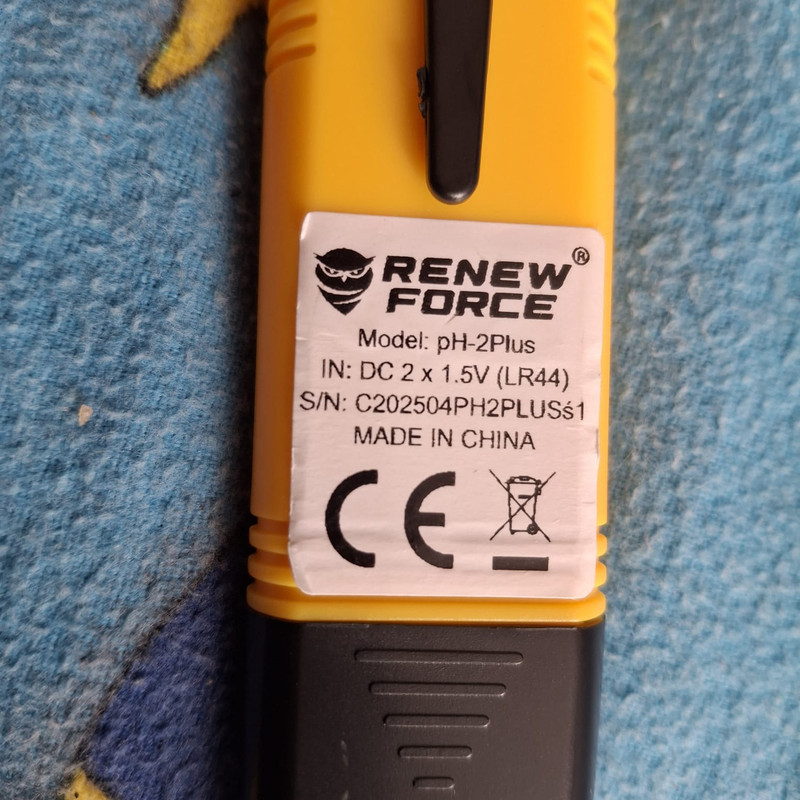 RENEW®
FORCE
Model: pH-2Plus
IN: DC 2 x 1.5V (LR44)
S/N: C202504PH2PLUSś1
MADE IN CHINA
CE